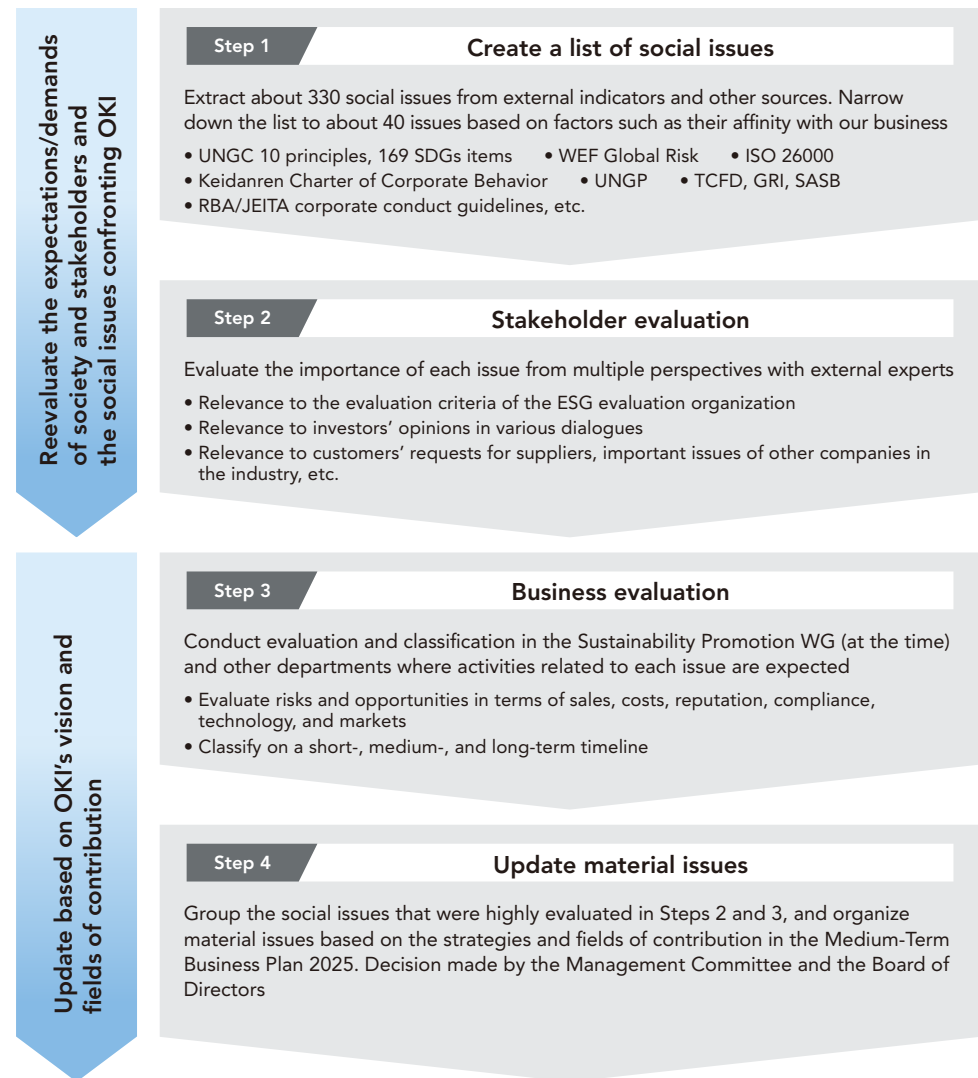 Reevaluate the expectations/demands
of society and stakeholders and
the social issues confronting OKI
Step 1
Create a list of social issues
Extract about 330 social issues from external indicators and other sources. Narrow
down the list to about 40 issues based on factors such as their affinity with our business
• UNGC 10 principles, 169 SDGs items • WEF Global Risk • ISO 26000
• Keidanren Charter of Corporate Behavior • UNGP • TCFD, GRI, SASB
• RBA/JEITA corporate conduct guidelines, etc.
Step 2
Stakeholder evaluation
Evaluate the importance of each issue from multiple perspectives with external experts
• Relevance to the evaluation criteria of the ESG evaluation organization
• Relevance to investors’ opinions in various dialogues
• Relevance to customers’ requests for suppliers, important issues of other companies in
the industry, etc.
Update based on OKI’s vision and
fields of contribution
Step 3
Business evaluation
Conduct evaluation and classification in the Sustainability Promotion WG (at the time)
and other departments where activities related to each issue are expected
• Evaluate risks and opportunities in terms of sales, costs, reputation, compliance,
technology, and markets
• Classify on a short-, medium-, and long-term timeline
Step 4
Update material issues
Group the social issues that were highly evaluated in Steps 2 and 3, and organize
material issues based on the strategies and fields of contribution in the Medium-Term
Business Plan 2025. Decision made by the Management Committee and the Board of
Directors